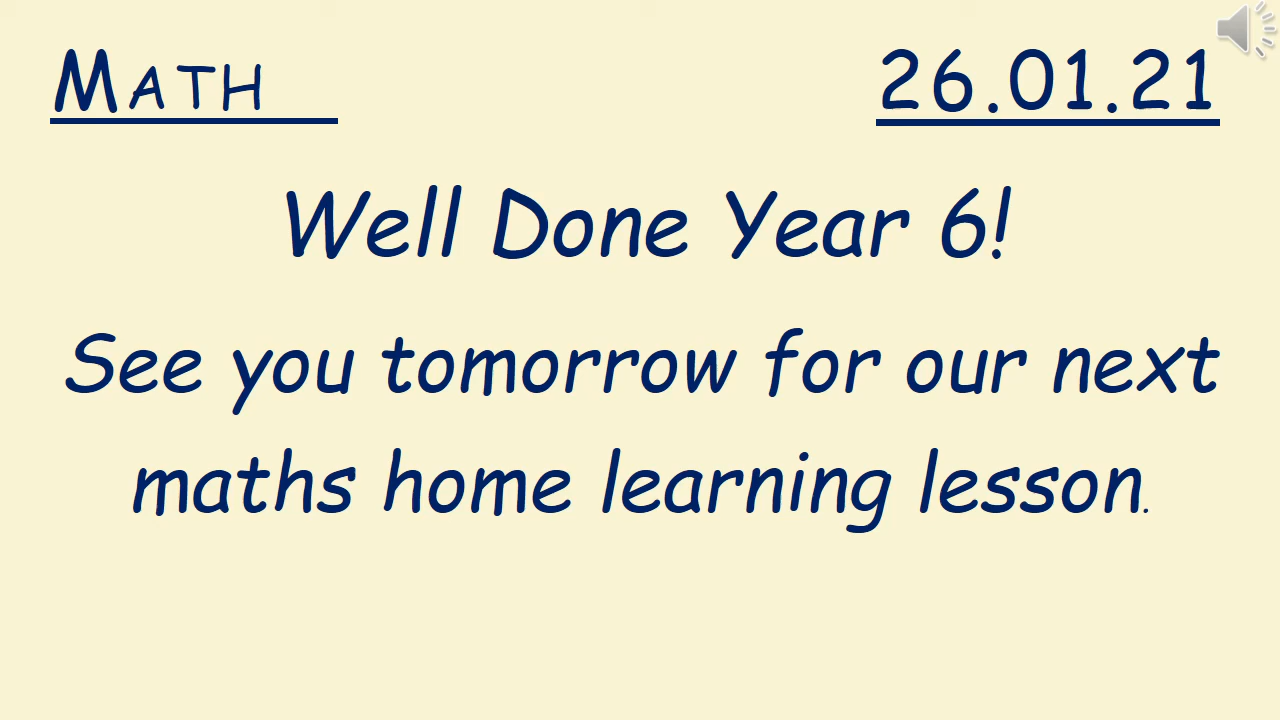 MATH
26.01.21
Well Done Year 6!
See you tomorrow for our next
maths home learning lesson.